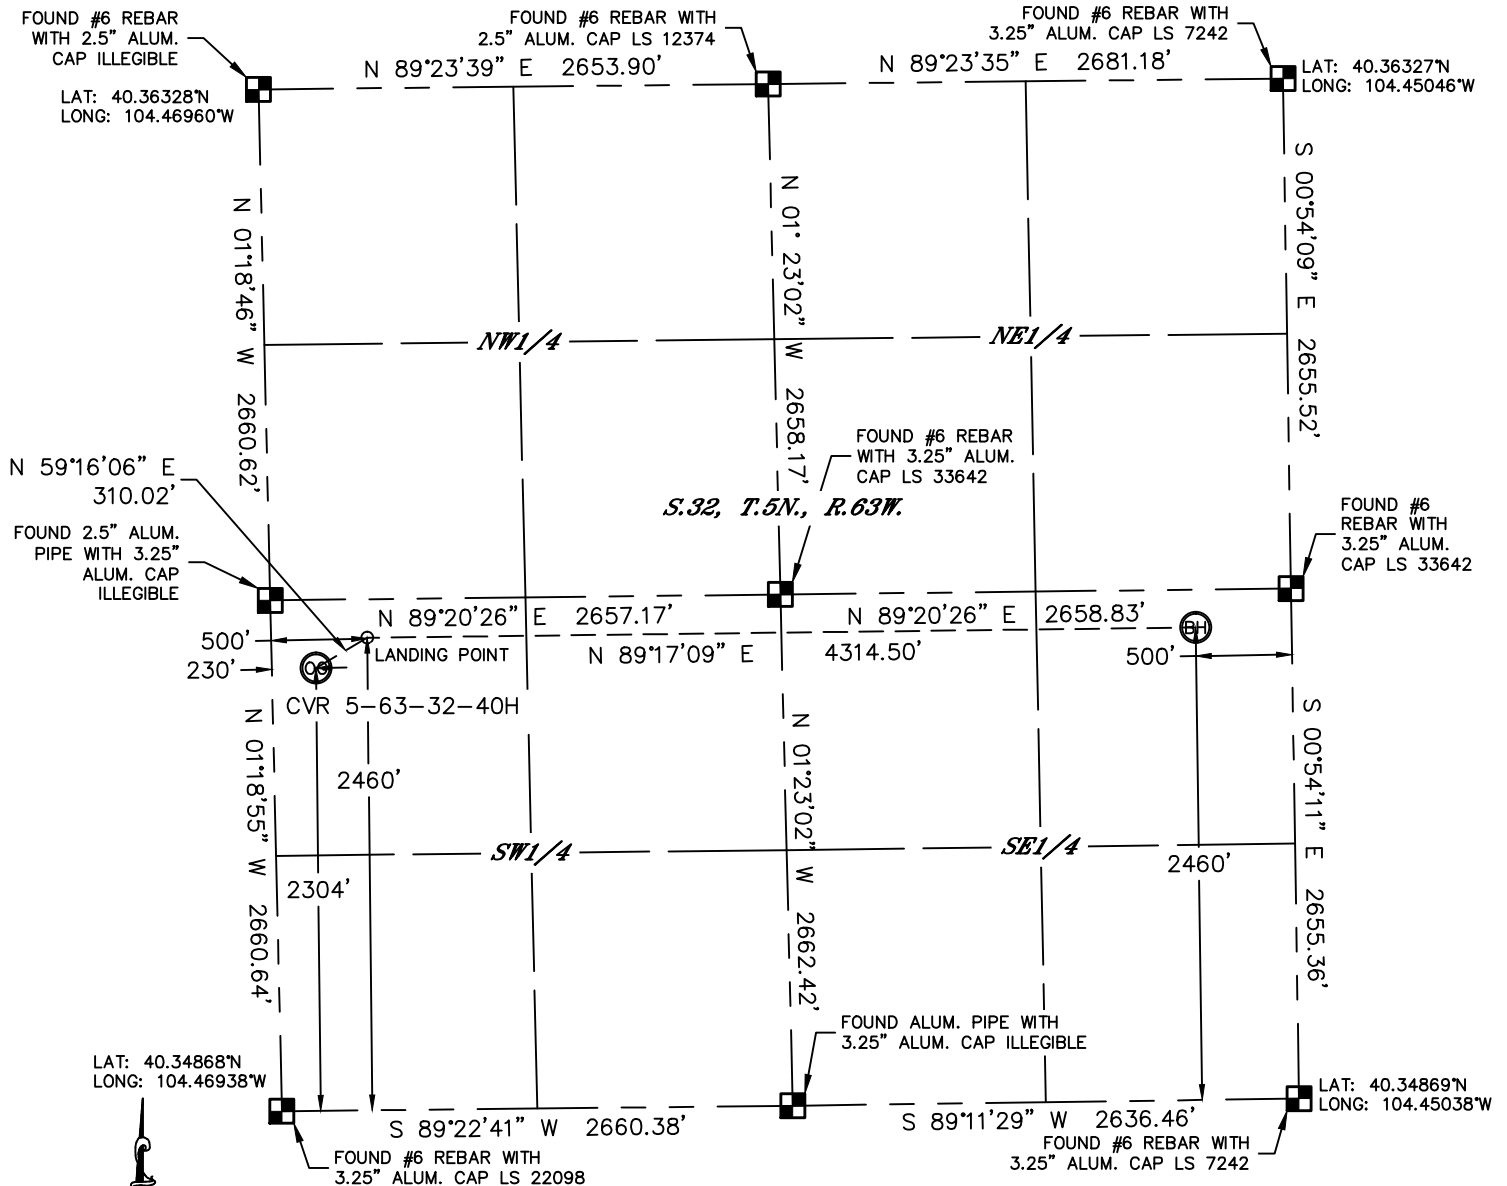 FOUND #6 REBAR
WITH 2.5" ALUM.
CAP ILLEGIBLE
FOUND #6 REBAR WITH
2.5" ALUM. CAP LS 12374
FOUND #6 REBAR WITH
3.25" ALUM. CAP LS 7242
N 89°23'39" E 2653.90'
N 89°23'35" E 2681.18'
LAT: 40.36328°N
LONG: 104.46960°W
LAT: 40.36327°N
LONG: 104.45046°W
N 01°18'46" W 2660.62'
N 01° 23'02" W 2658.17'
S 00°54'09" E 2655.52'
NW1/4
NE1/4
FOUND #6 REBAR
WITH 3.25" ALUM.
CAP LS 33642
N 59°16'06" E
310.02'
S.32, T.5N., R.63W.
FOUND 2.5" ALUM.
PIPE WITH 3.25"
ALUM. CAP
ILLEGIBLE
FOUND #6
REBAR WITH
3.25" ALUM.
CAP LS 33642
N 89°20'26" E 2657.17'
N 89°20'26" E 2658.83'
BH
500'
LANDING POINT
N 89°17'09" E 4314.50'
500'
230'
CVR 5-63-32-40H
N 01°18'55" W 2660.64'
N 01°23'02" W 2662.42'
S 00°54'11" E 2655.36'
2460'
SW1/4
SE1/4
2304'
2460'
FOUND ALUM. PIPE WITH
3.25" ALUM. CAP ILLEGIBLE
LAT: 40.34868°N
LONG: 104.46938°W
LAT: 40.34869°N
LONG: 104.45038°W
S 89°22'41" W 2660.38'
S 89°11'29" W 2636.46'
FOUND #6 REBAR WITH
3.25" ALUM. CAP LS 22098
FOUND #6 REBAR WITH
3.25" ALUM. CAP LS 7242